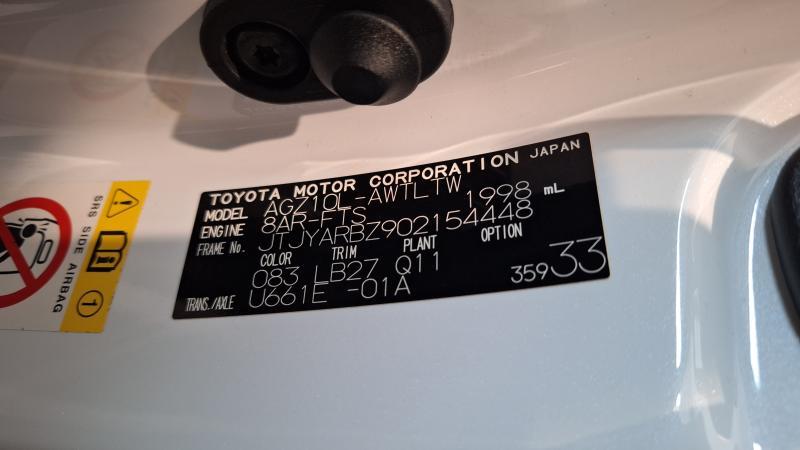 TOYOTA MOTOR CORPORATION JAPAN
MODEL AGZ10L-AWTLTW
ENGINE 8AR-FTS 1998 mL
FRAME No. JTJYARBZ902154448
COLOR TRIM PLANT OPTION
083 LB27 Q11
TRANS./AXLE U661E -01A 35933
SRS SIDE AIRBAG
1